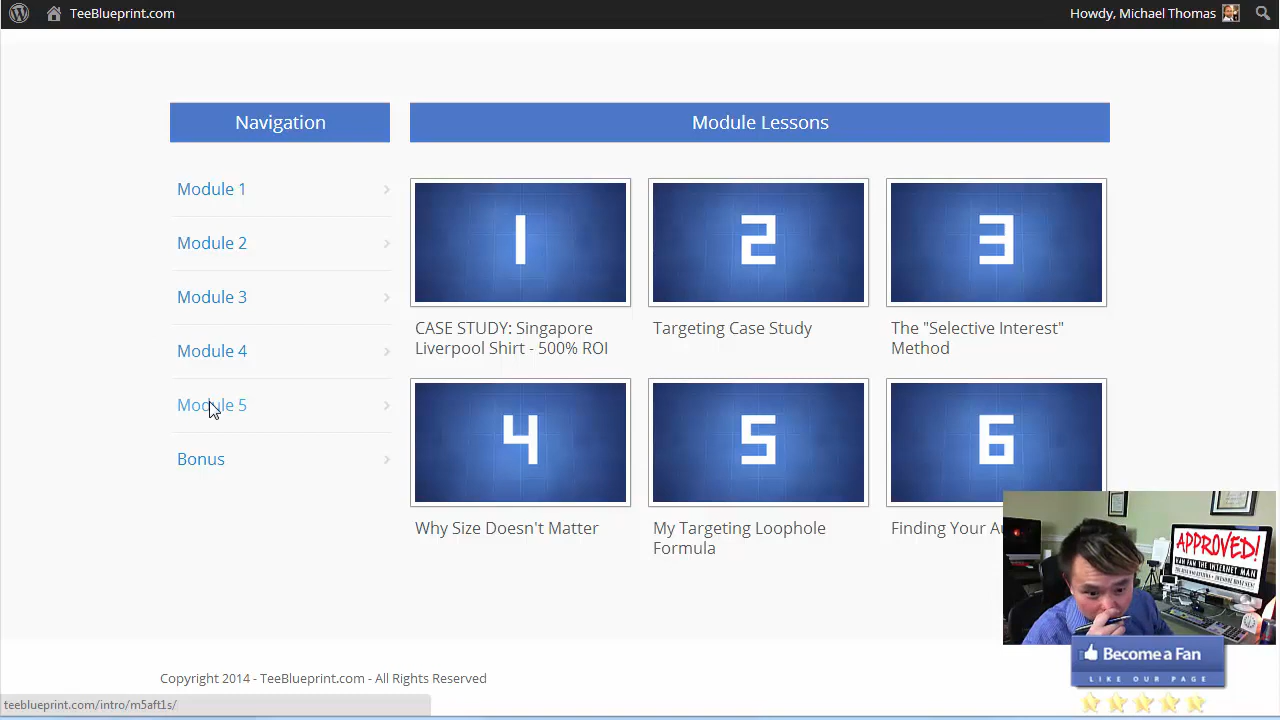 TeeBlueprint.com
Howdy, Michael Thomas
Navigation
Module Lessons
Module 1
Module 2
Module 3
Module 4
Module 5
Bonus
1
2
3
CASE STUDY: Singapore
Liverpool Shirt - 500% ROI
Targeting Case Study
The "Selective Interest"
Method
4
5
6
Why Size Doesn't Matter
My Targeting Loophole
Formula
Finding Your
APPROVED!
Become a Fan
LIKE OUR PAGE
Copyright 2014 - TeeBlueprint.com - All Rights Reserved
teeblueprint.com/intro/m5aft1s/